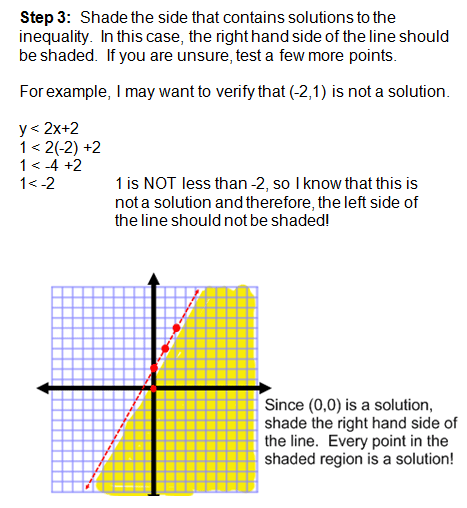 Step 3: Shade the side that contains solutions to the
inequality. In this case, the right hand side of the line should
be shaded. If you are unsure, test a few more points.
For example, I may want to verify that (-2,1) is not a solution.
y < 2x+2
1 < 2(-2) +2
1 < -4 +2
1< -2 1 is NOT less than -2, so I know that this is
not a solution and therefore, the left side of
the line should not be shaded!
Since (0,0) is a solution,
shade the right hand side of
the line. Every point in the
shaded region is a solution!